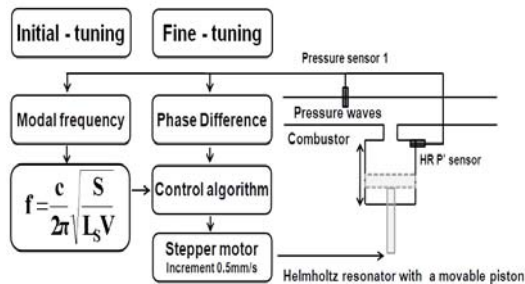 Initial - tuning
Fine - tuning
Pressure sensor 1
Modal frequency
Phase Difference
Pressure waves
Combustor
HR P' sensor
f = c/2π √(S/L_S V)
Control algorithm
Stepper motor
Increment 0.5mm/s
Helmholtz resonator with a movable piston